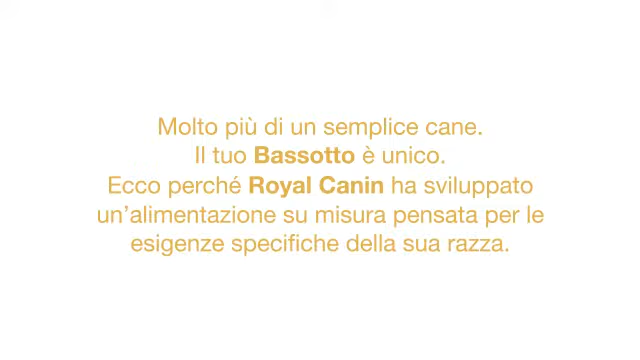 Molto più di un semplice cane.
Il tuo Bassotto è unico.
Ecco perché Royal Canin ha sviluppato
un’alimentazione su misura pensata per le
esigenze specifiche della sua razza.